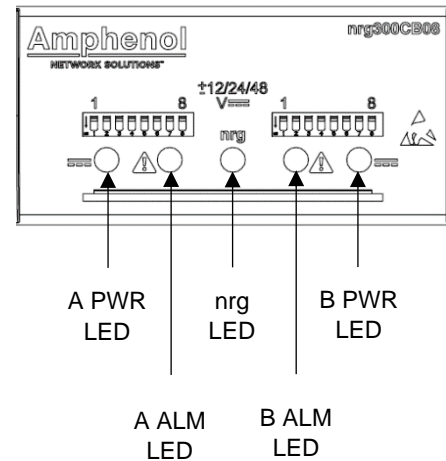 Amphenol
NETWORK SOLUTIONS™
nrg300CB08
±12/24/48
V
1 8
1 8
nrg
A PWR
LED
nrg
LED
B PWR
LED
A ALM
LED
B ALM
LED